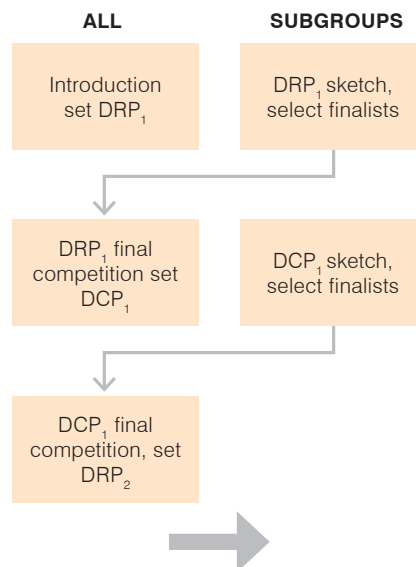 ALL
SUBGROUPS
Introduction
set DRP₁
DRP₁ sketch,
select finalists
DRP₁ final
competition set
DCP₁
DCP₁ sketch,
select finalists
DCP₁ final
competition, set
DRP₂